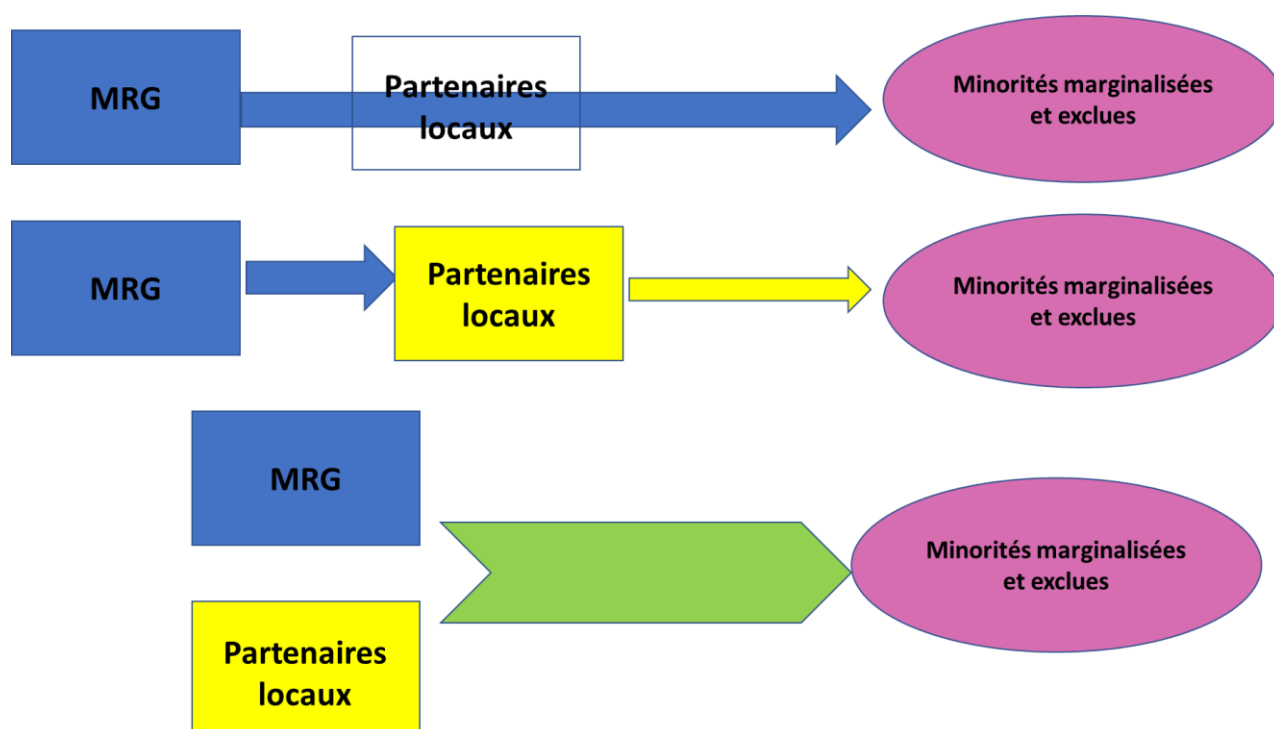 MRG
Partenaires
locaux
Minorités marginalisées
et exclues
MRG
Partenaires
locaux
Minorités marginalisées
et exclues
MRG
Partenaires
locaux
Minorités marginalisées
et exclues